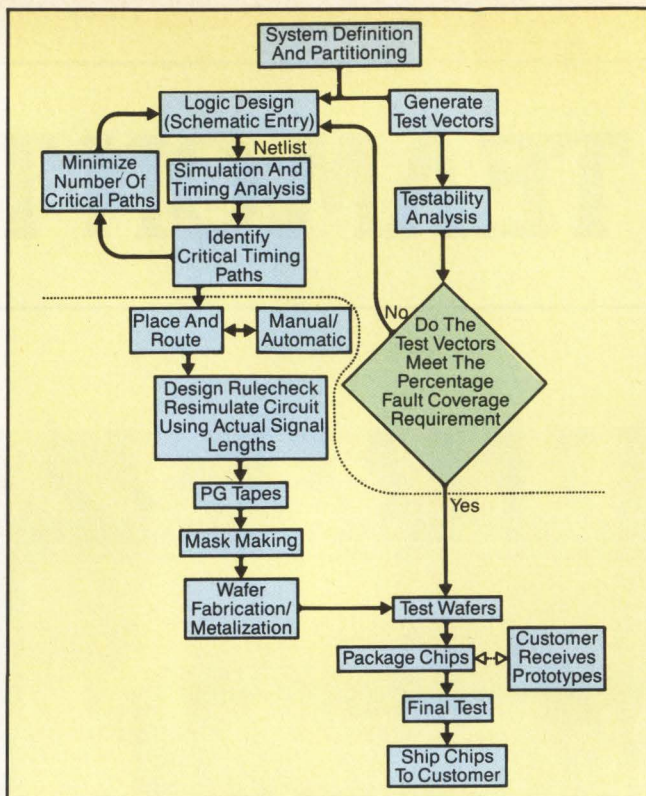 System Definition
And Partitioning
Logic Design
(Schematic Entry)
Generate
Test Vectors
Netlist
Minimize
Number Of
Critical Paths
Simulation And
Timing Analysis
Testability
Analysis
Identify
Critical Timing
Paths
Place And
Route
Manual/
Automatic
No
Do The
Test Vectors
Meet The
Percentage
Fault Coverage
Requirement
Design Rulecheck
Resimulate Circuit
Using Actual Signal
Lengths
PG Tapes
Yes
Mask Making
Wafer
Fabrication/
Metalization
Test Wafers
Package Chips
Customer
Receives
Prototypes
Final Test
Ship Chips
To Customer